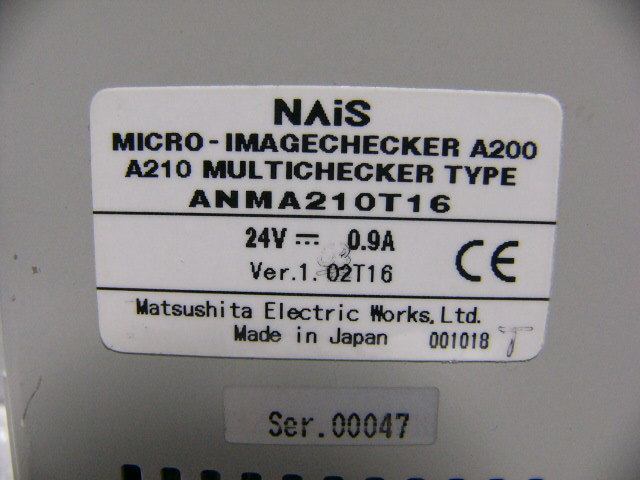 NAiS
MICRO-IMAGECHECKER A200
A210 MULTICHECKER TYPE
ANMA210T16
24V ⎓ 0.9A
Ver.1.02T16
CE
Matsushita Electric Works,Ltd.
Made in Japan 001018 T
Ser.00047